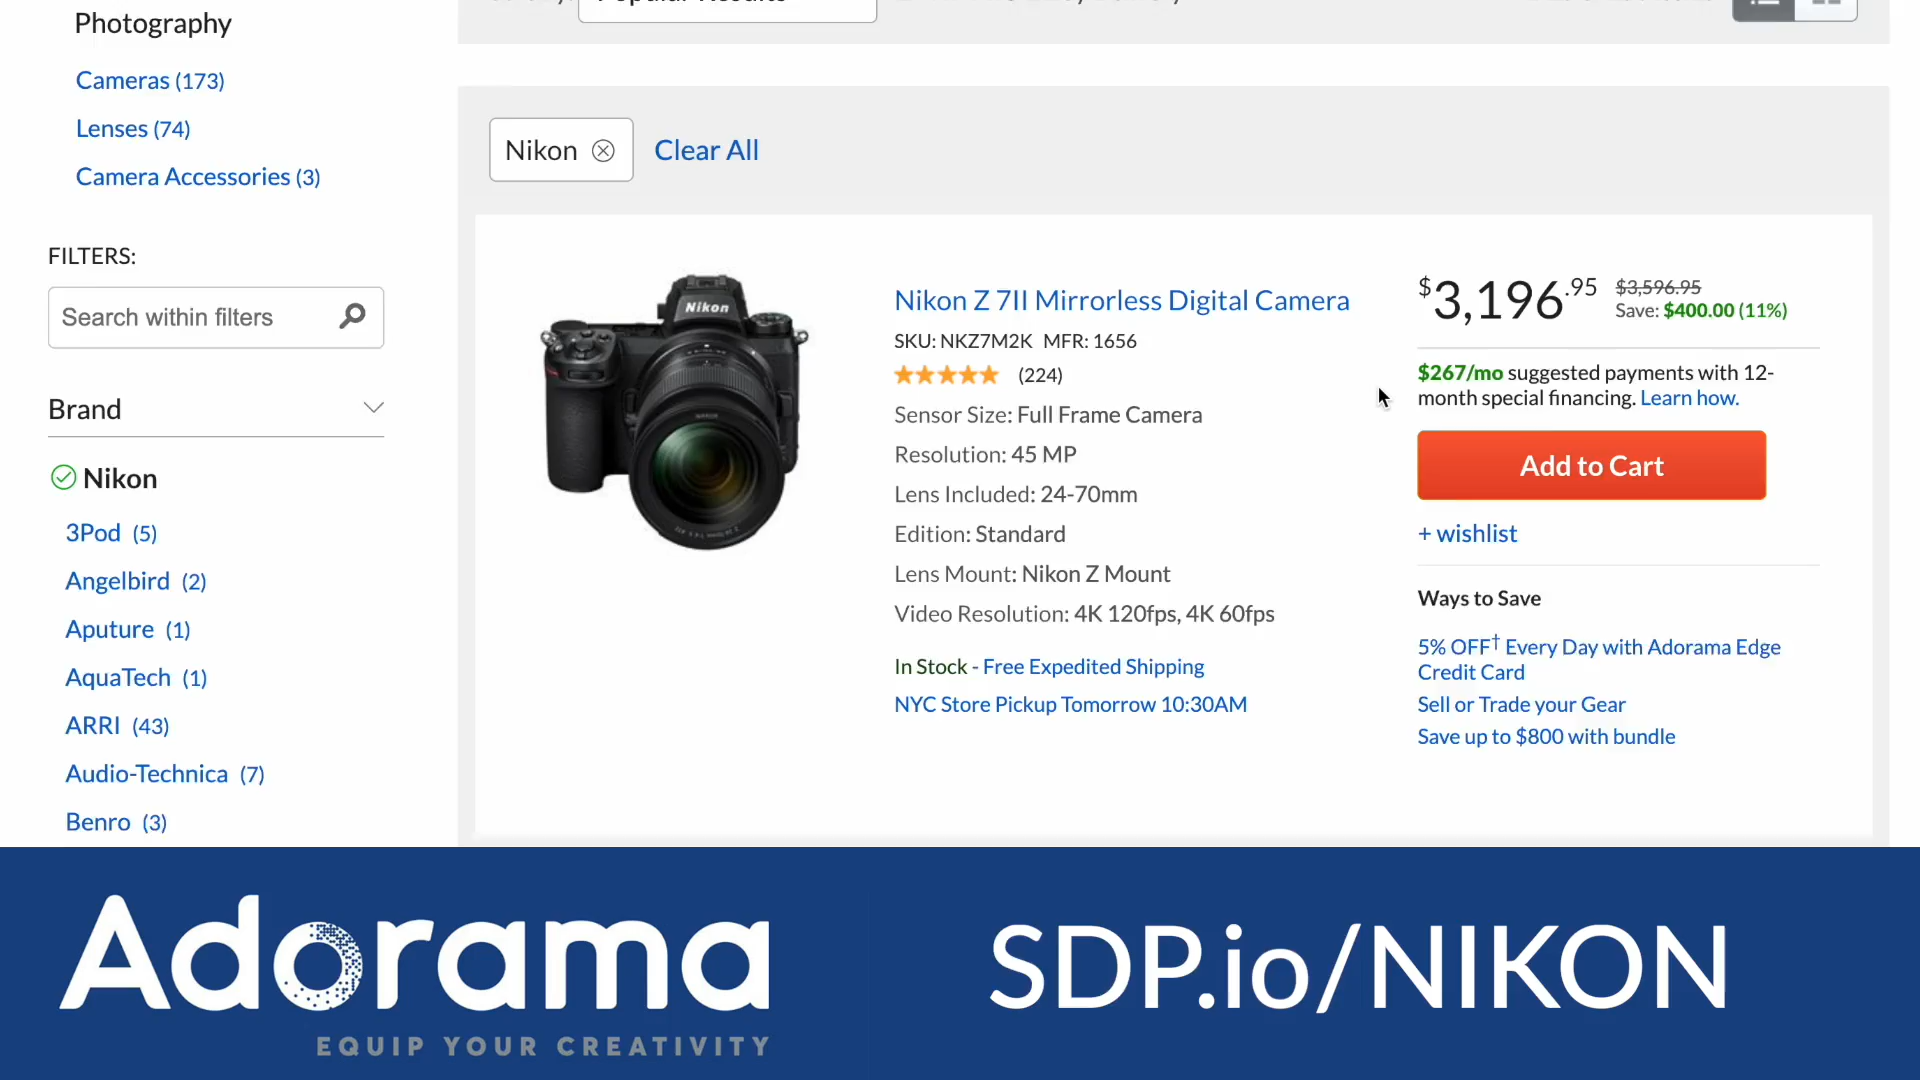 Photography
Cameras (173)
Lenses (74)
Camera Accessories (3)
FILTERS:
Search within filters
Brand
Nikon
3Pod (5)
Angelbird (2)
Aputure (1)
AquaTech (1)
ARRI (43)
Audio-Technica (7)
Benro (3)
Popular Results
Nikon
Clear All
Nikon
Nikon Z 7II Mirrorless Digital Camera
SKU: NKZ7M2K MFR: 1656
(224)
Sensor Size: Full Frame Camera
Resolution: 45 MP
Lens Included: 24-70mm
Edition: Standard
Lens Mount: Nikon Z Mount
Video Resolution: 4K 120fps, 4K 60fps
In Stock - Free Expedited Shipping
NYC Store Pickup Tomorrow 10:30AM
$3,196.95 $3,596.95
Save: $400.00 (11%)
$267/mo suggested payments with 12-
month special financing. Learn how.
Add to Cart
+ wishlist
Ways to Save
5% OFF† Every Day with Adorama Edge
Credit Card
Sell or Trade your Gear
Save up to $800 with bundle
Adorama
EQUIP YOUR CREATIVITY
SDP.io/NIKON